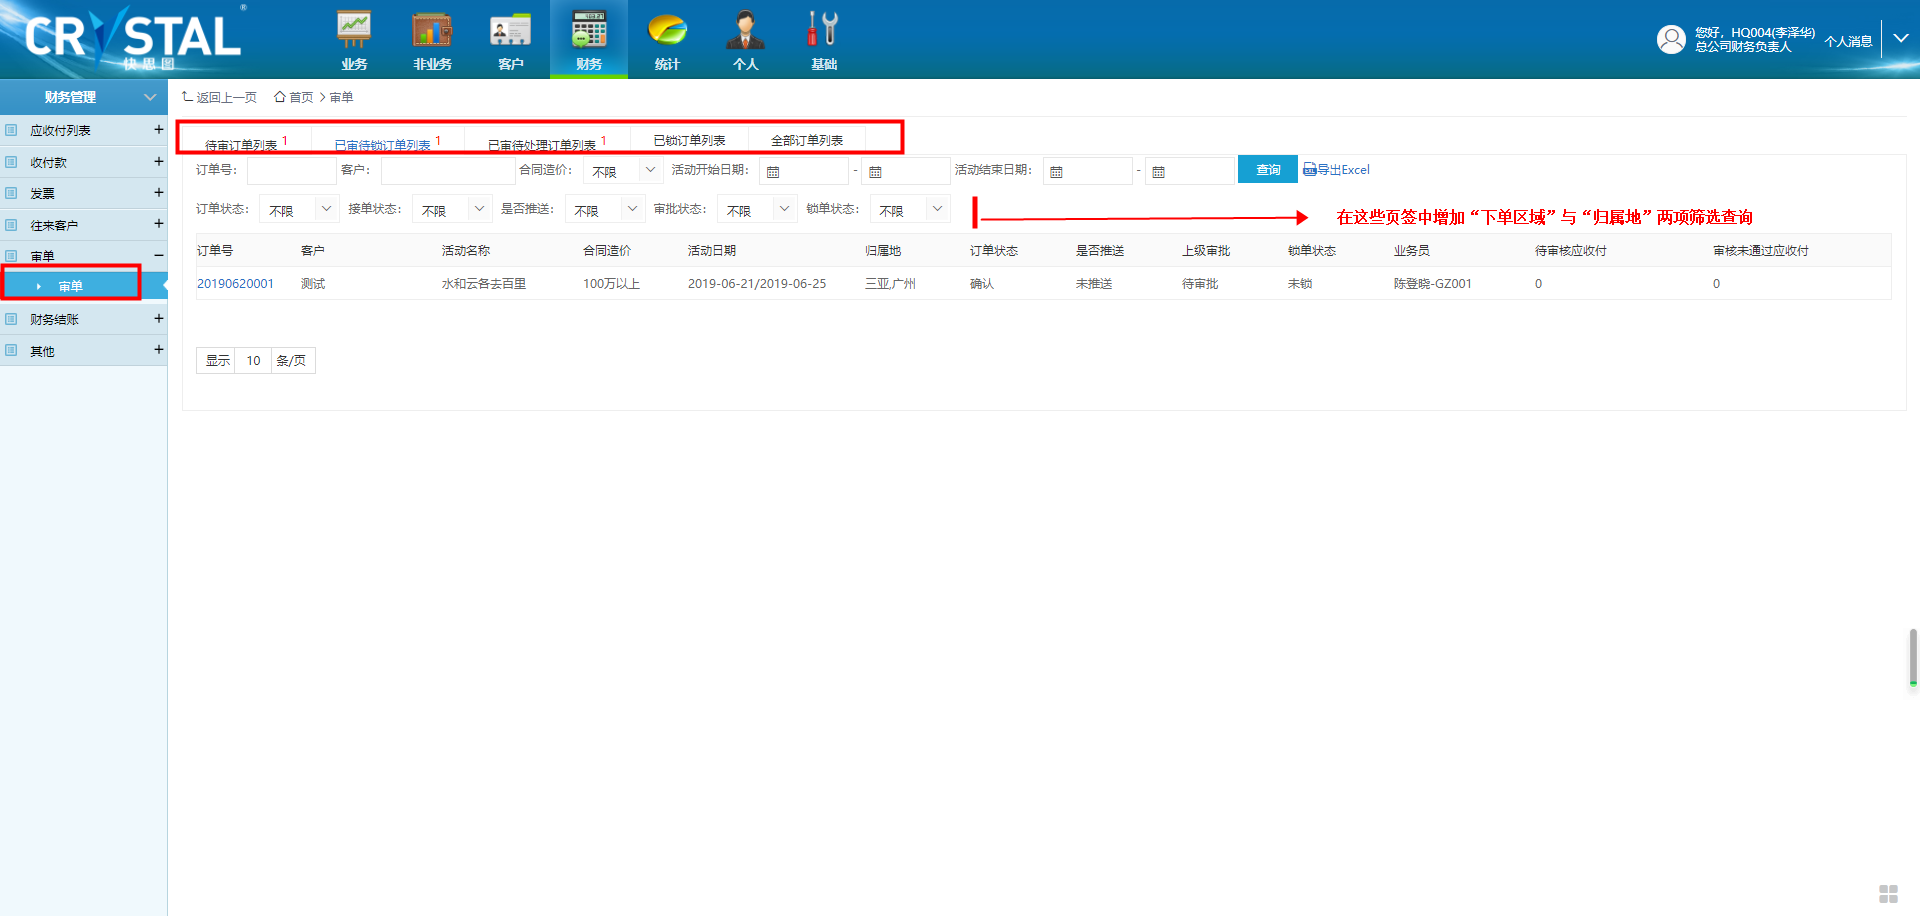 CRYSTAL ®
快思图
业务 非业务 客户 财务 统计 个人 基础
您好，HQ004(李泽华)
总公司财务负责人
个人消息
财务管理
应收付列表 +
收付款 +
发票 +
往来客户 +
审单 −
审单
财务结账 +
其他 +
返回上一页 首页 > 审单
待审订单列表 1 已审待锁订单列表 1 已审待处理订单列表 1 已锁订单列表 全部订单列表
订单号： 客户： 合同造价： 不限 活动开始日期： - 活动结束日期： - 查询 导出Excel
订单状态： 不限 接单状态： 不限 是否推送： 不限 审批状态： 不限 锁单状态： 不限
在这些页签中增加“下单区域”与“归属地”两项筛选查询
订单号 客户 活动名称 合同造价 活动日期 归属地 订单状态 是否推送 上级审批 锁单状态 业务员 待审核应收付 审核未通过应收付
20190620001 测试 水和云各去百里 100万以上 2019-06-21/2019-06-25 三亚,广州 确认 未推送 待审批 未锁 陈登晓-GZ001 0 0
显示 10 条/页